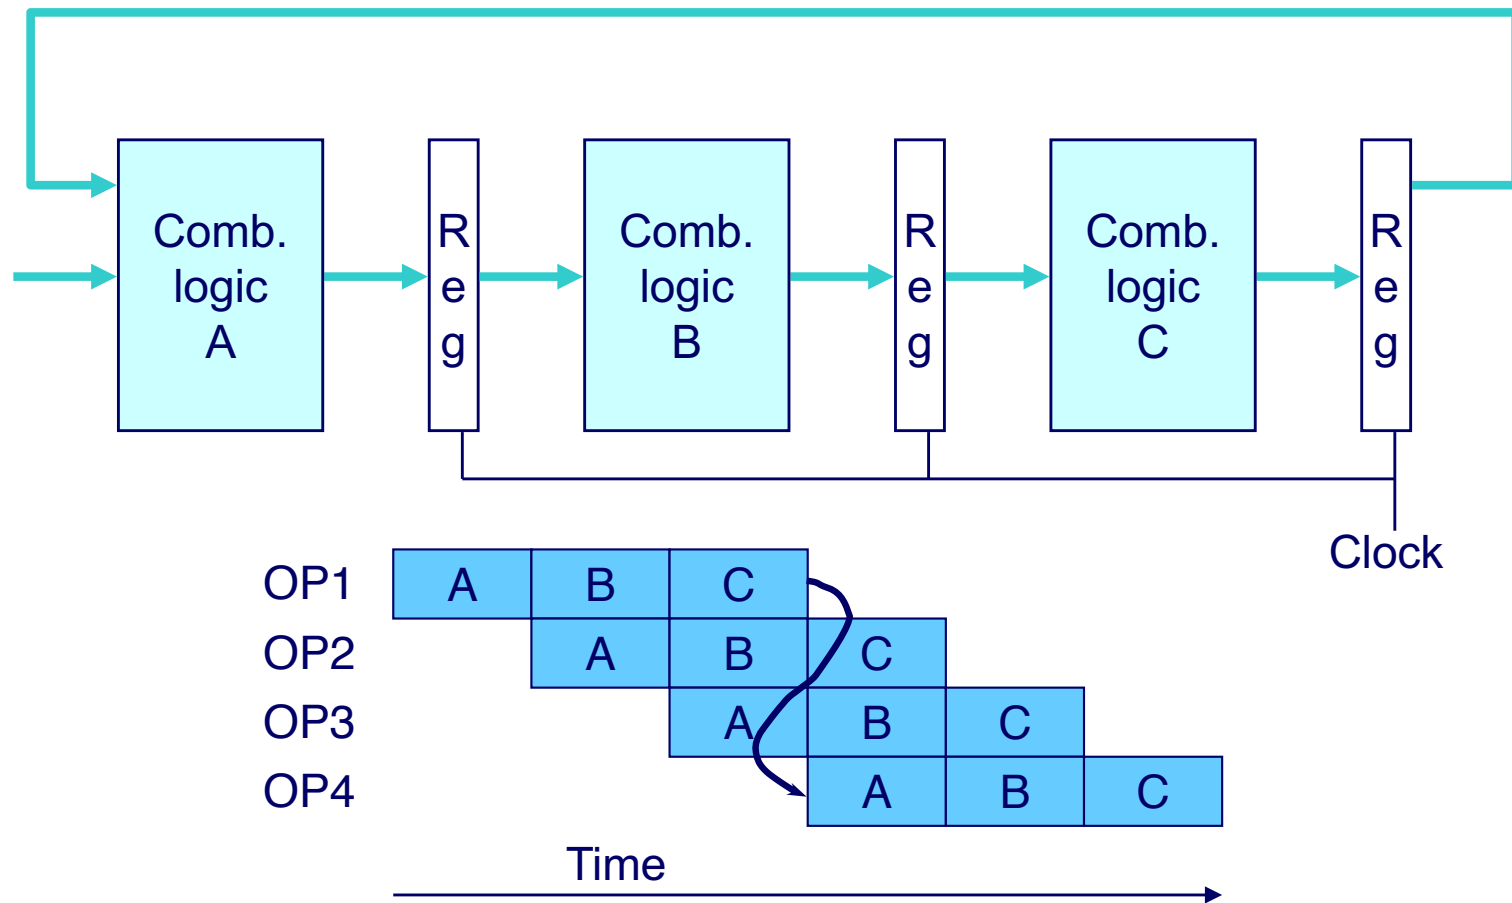 Comb.
logic
A
R
e
g
Comb.
logic
B
R
e
g
Comb.
logic
C
R
e
g
Clock
OP1 A B C
OP2 A B C
OP3 A B C
OP4 A B C
Time